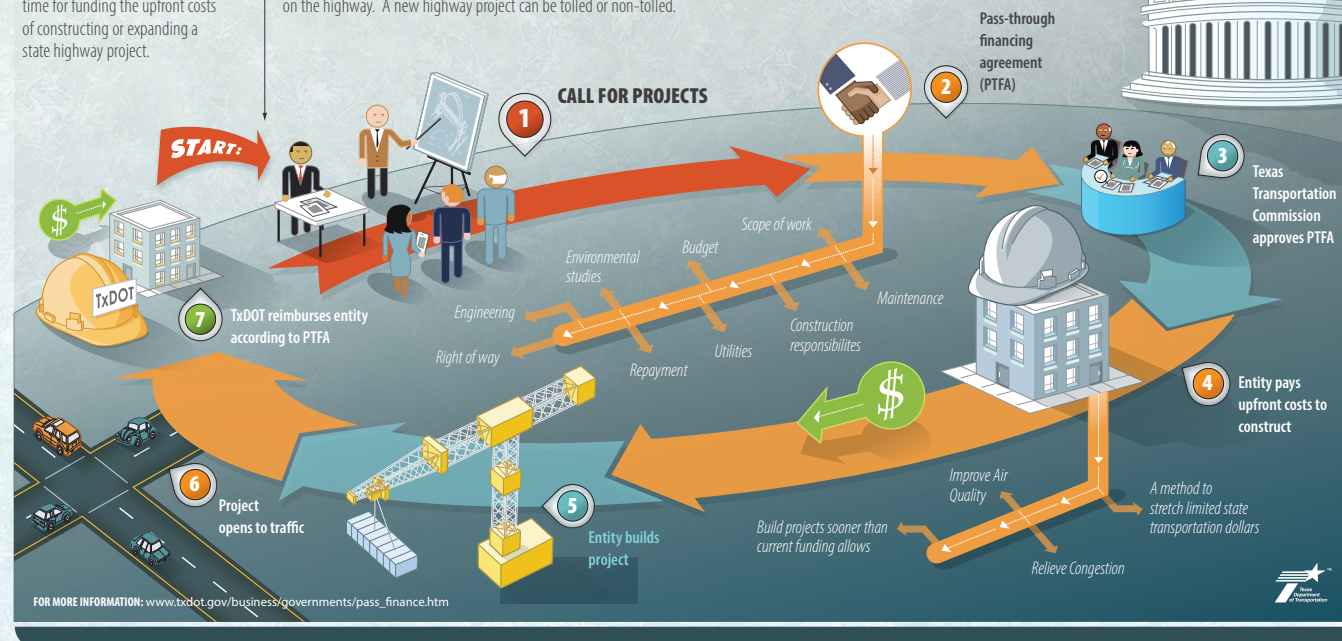 time for funding the upfront costs
of constructing or expanding a
state highway project.
on the highway. A new highway project can be tolled or non-tolled.
START:
1
CALL FOR PROJECTS
2
Pass-through
financing
agreement
(PTFA)
3
Texas
Transportation
Commission
approves PTFA
Scope of work
Budget
Environmental
studies
Engineering
Right of way
Maintenance
Construction
responsibilites
Utilities
Repayment
$
4
Entity pays
upfront costs to
construct
Improve Air
Quality
A method to
stretch limited state
transportation dollars
Build projects sooner than
current funding allows
Relieve Congestion
5
Entity builds
project
6
Project
opens to traffic
$
TxDOT
7
TxDOT reimburses entity
according to PTFA
FOR MORE INFORMATION: www.txdot.gov/business/governments/pass_finance.htm
Texas
Department
of Transportation